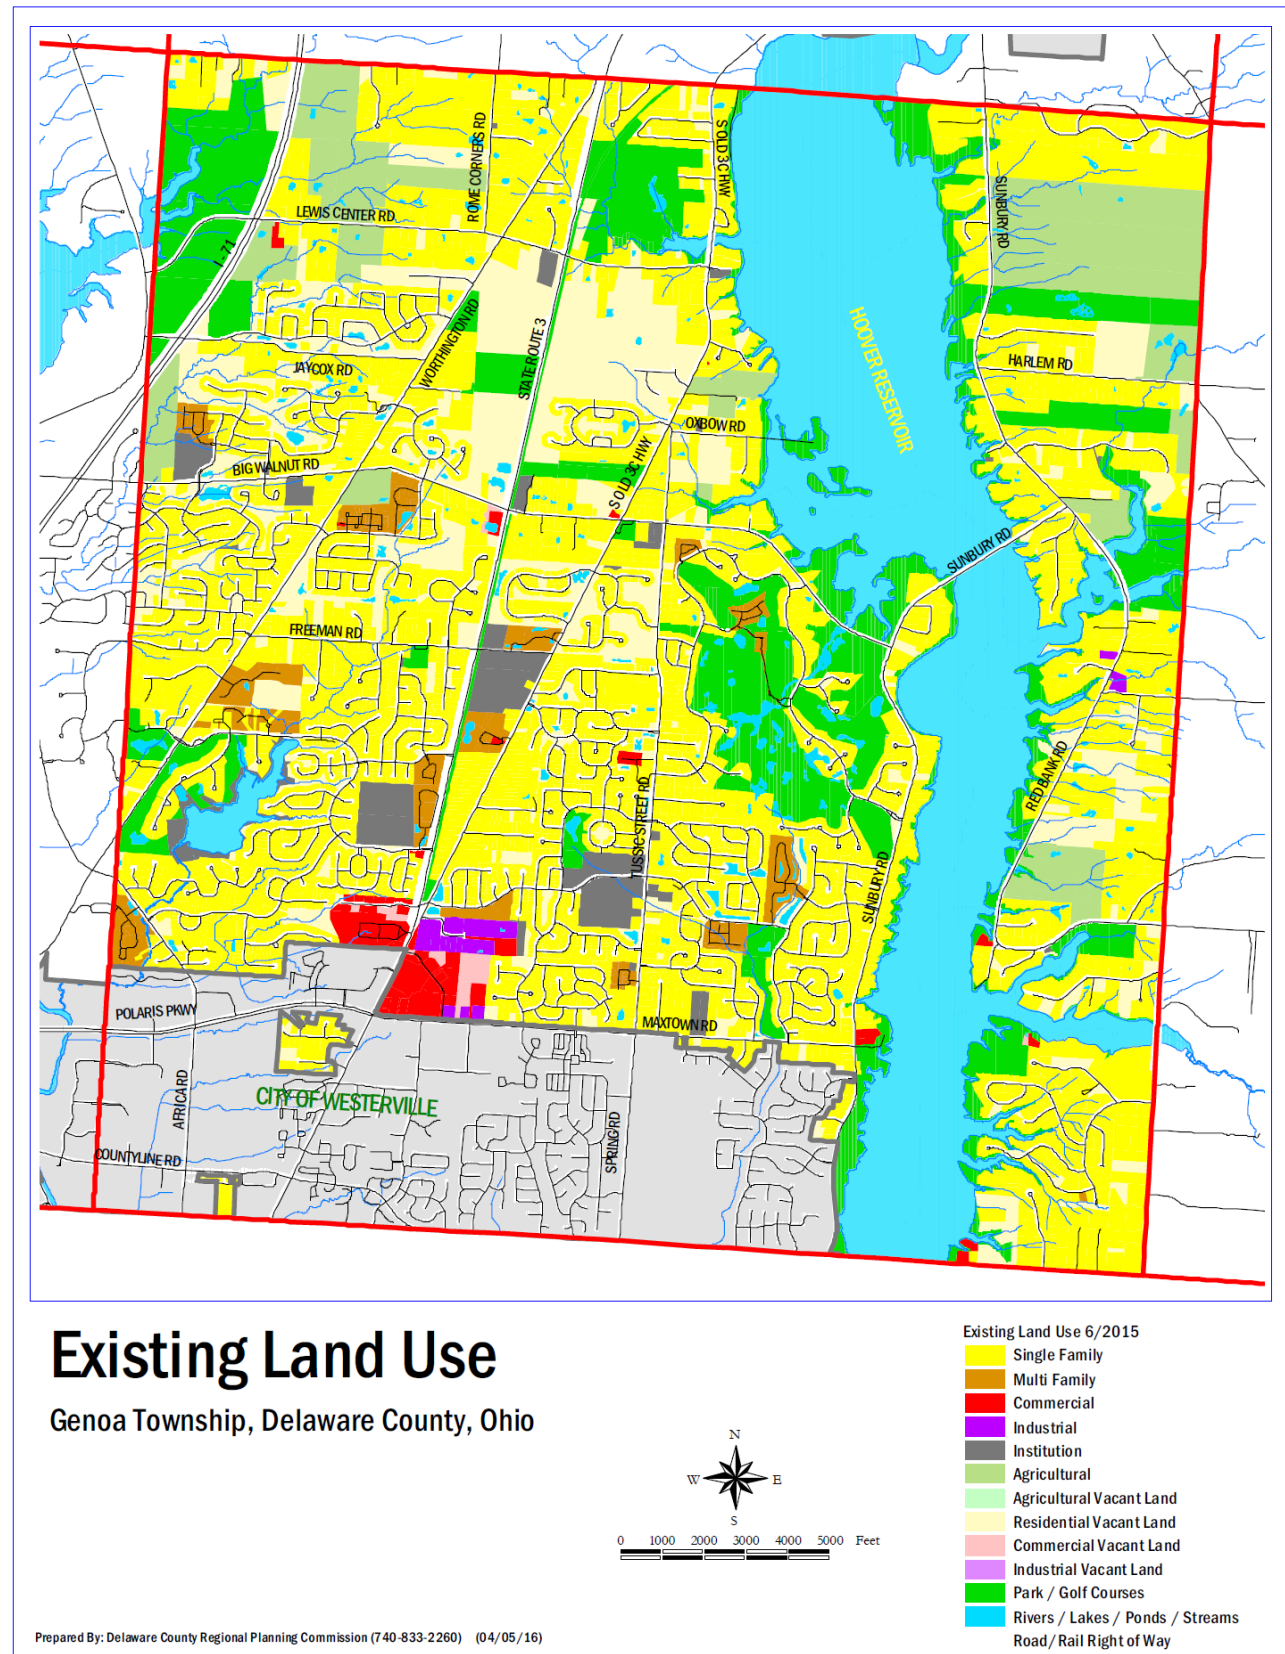 S OLD 3C HWY
ROME CORNERS RD
SUNBURY RD
LEWIS CENTER RD
I - 71
WORTHINGTON RD
STATE ROUTE 3
HOOVER RESERVOIR
JAYCOX RD
HARLEM RD
OXBOW RD
S OLD 3C HWY
BIG WALNUT RD
SUNBURY RD
FREEMAN RD
RED BANK RD
TUSSIC STREET RD
SUNBURY RD
POLARIS PKWY
MAXTOWN RD
AFRICA RD
CITY OF WESTERVILLE
SPRING RD
COUNTYLINE RD
Existing Land Use
Genoa Township, Delaware County, Ohio
N
W E
S
0 1000 2000 3000 4000 5000 Feet
Existing Land Use 6/2015
Single Family
Multi Family
Commercial
Industrial
Institution
Agricultural
Agricultural Vacant Land
Residential Vacant Land
Commercial Vacant Land
Industrial Vacant Land
Park / Golf Courses
Rivers / Lakes / Ponds / Streams
Road/Rail Right of Way
Prepared By: Delaware County Regional Planning Commission (740-833-2260) (04/05/16)